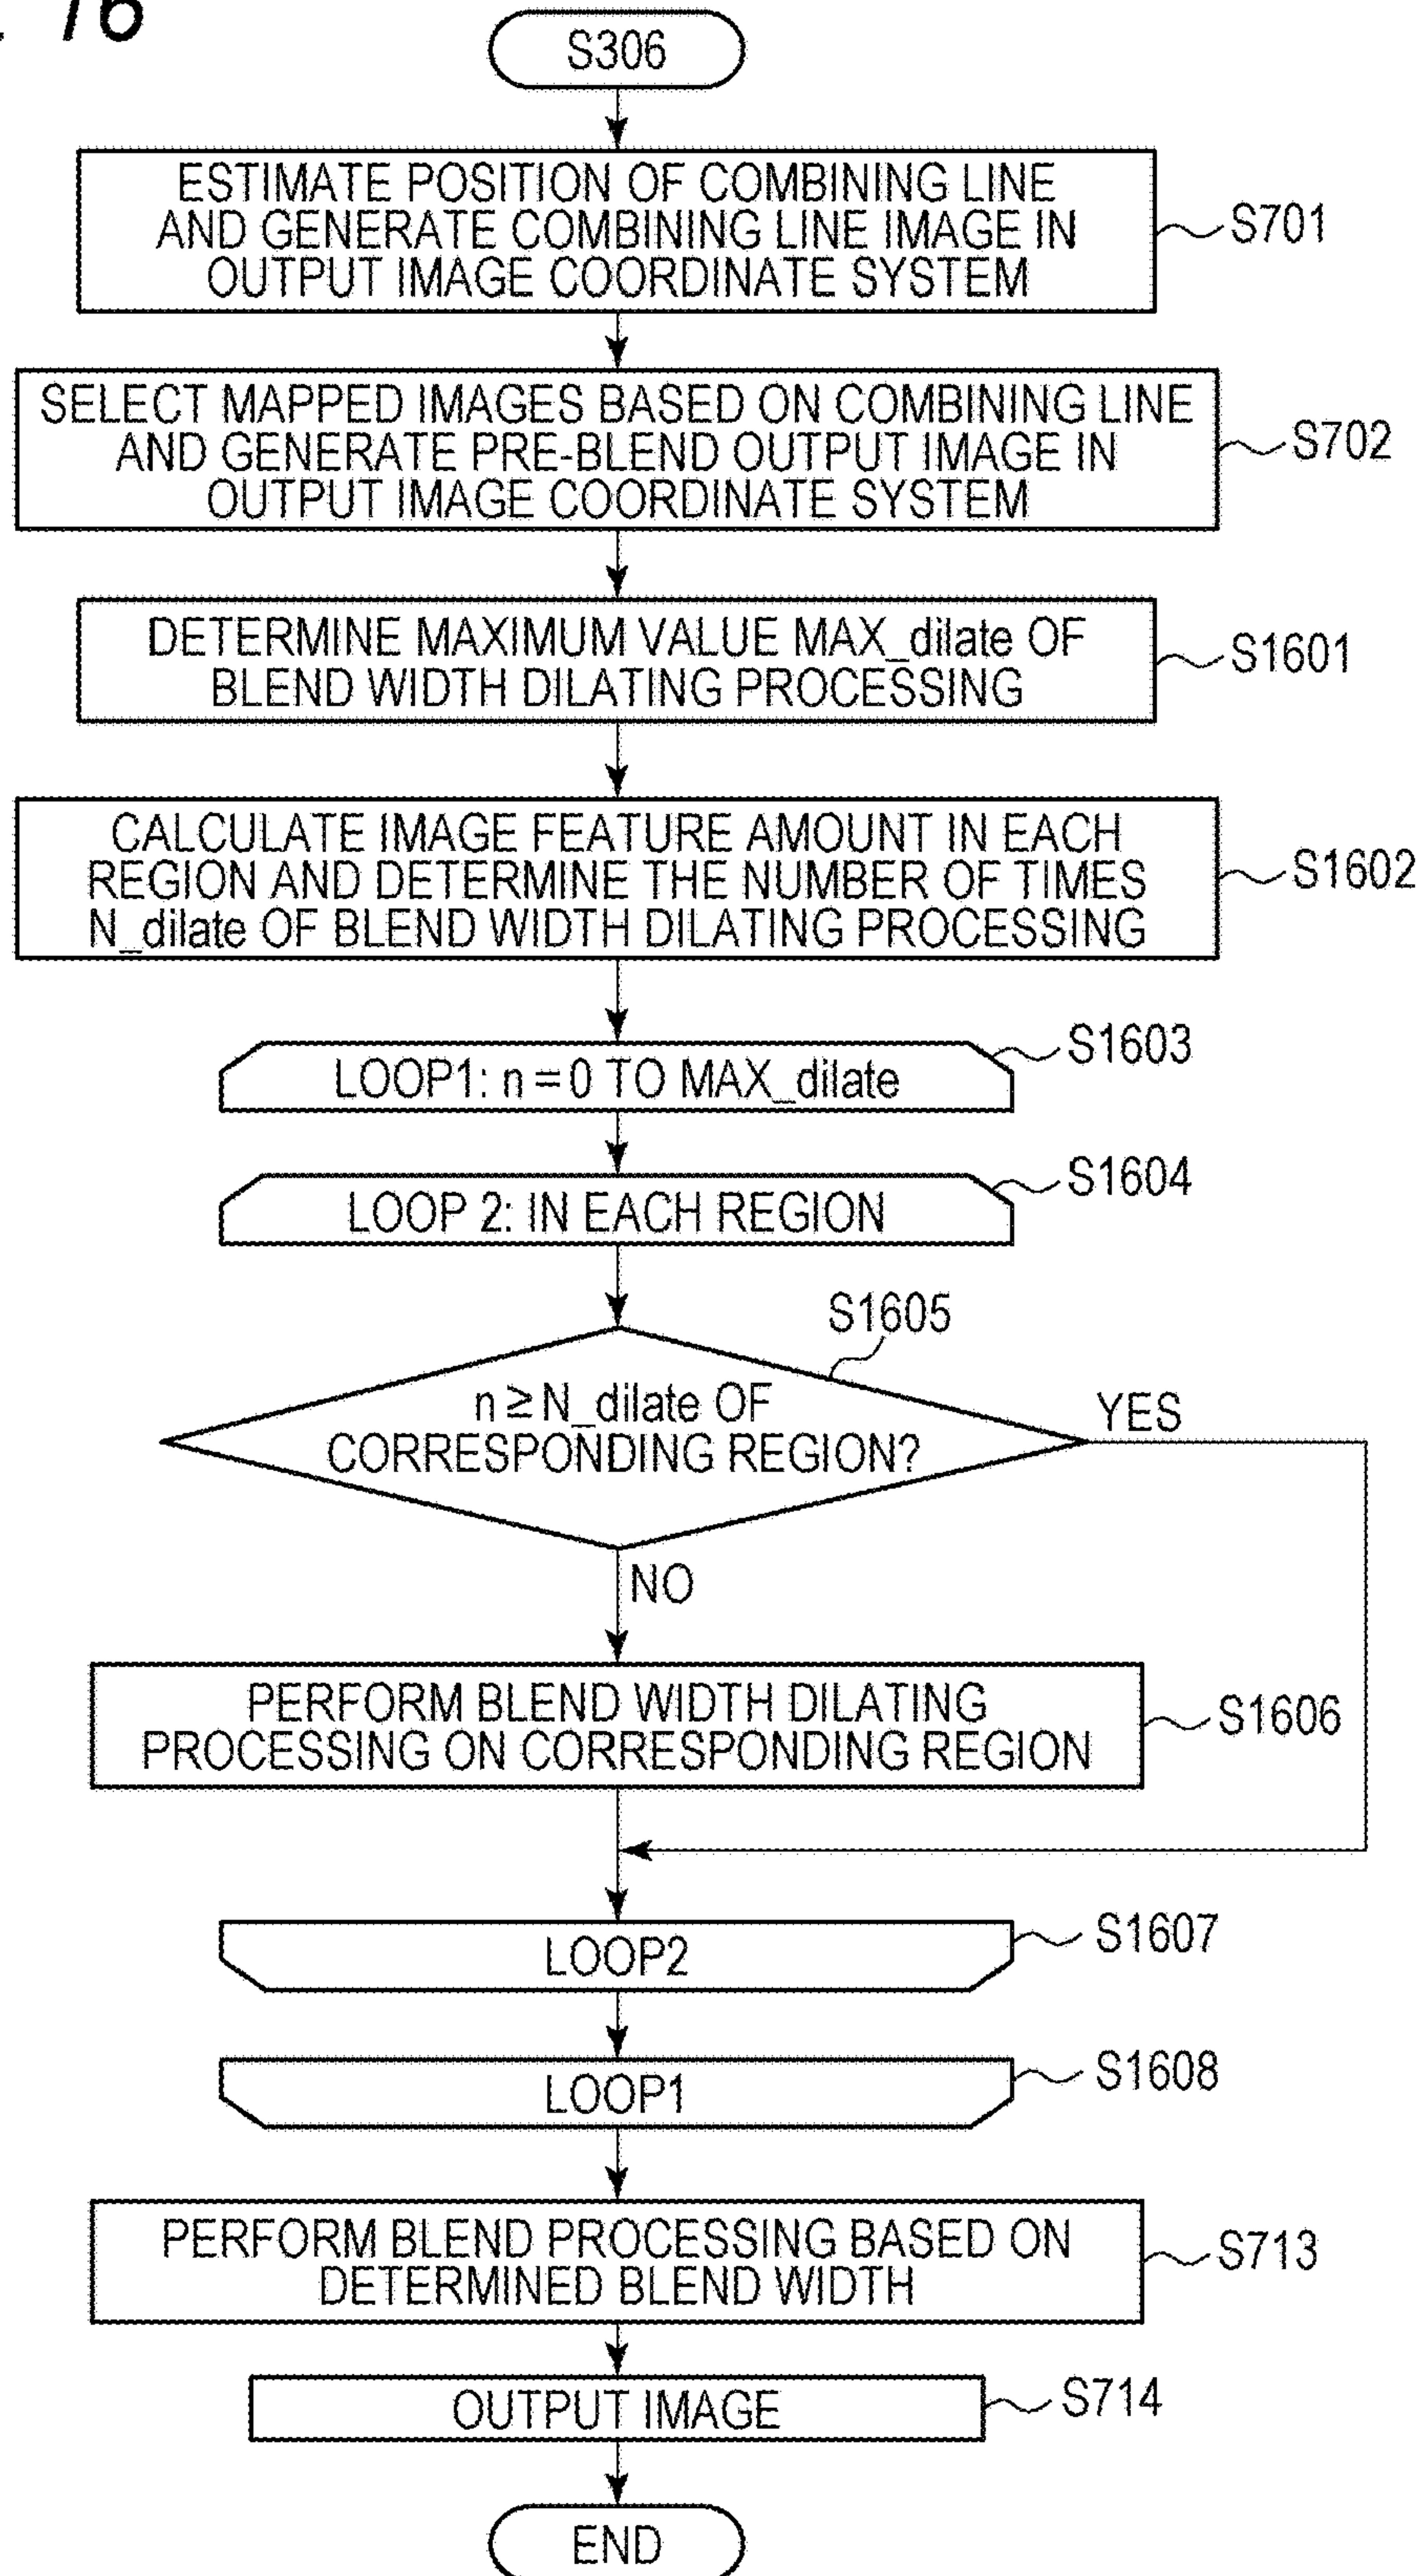 16
S306
ESTIMATE POSITION OF COMBINING LINE
AND GENERATE COMBINING LINE IMAGE IN
OUTPUT IMAGE COORDINATE SYSTEM
S701
SELECT MAPPED IMAGES BASED ON COMBINING LINE
AND GENERATE PRE-BLEND OUTPUT IMAGE IN
OUTPUT IMAGE COORDINATE SYSTEM
S702
DETERMINE MAXIMUM VALUE MAX_dilate OF
BLEND WIDTH DILATING PROCESSING
S1601
CALCULATE IMAGE FEATURE AMOUNT IN EACH
REGION AND DETERMINE THE NUMBER OF TIMES
N_dilate OF BLEND WIDTH DILATING PROCESSING
S1602
LOOP1: n = 0 TO MAX_dilate
S1603
LOOP 2: IN EACH REGION
S1604
S1605
n ≥ N_dilate OF
CORRESPONDING REGION?
YES
NO
PERFORM BLEND WIDTH DILATING
PROCESSING ON CORRESPONDING REGION
S1606
LOOP2
S1607
LOOP1
S1608
PERFORM BLEND PROCESSING BASED ON
DETERMINED BLEND WIDTH
S713
OUTPUT IMAGE
S714
END